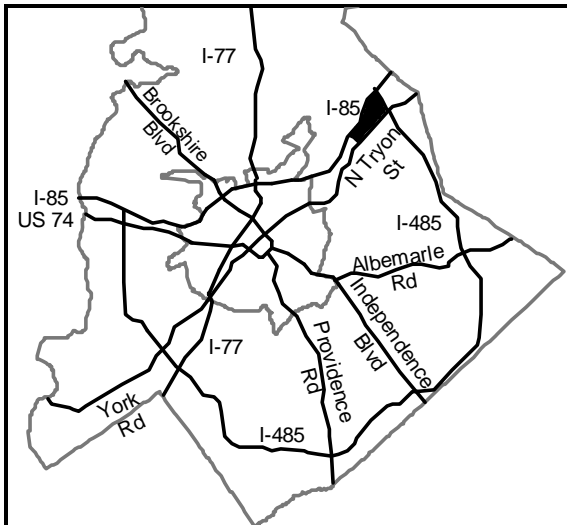 I-77
Brookshire
Blvd
I-85
N Tryon
St
I-85
US 74
I-485
Albemarle
Rd
Independence
Blvd
Providence
Rd
I-77
York
Rd
I-485